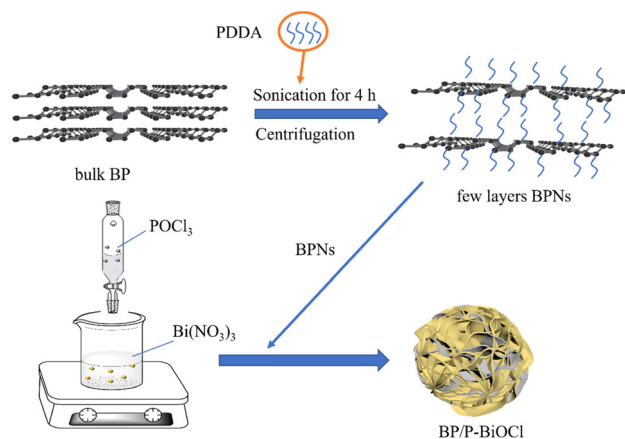 PDDA
Sonication for 4 h
Centrifugation
bulk BP
few layers BPNs
POCl₃
BPNs
Bi(NO₃)₃
BP/P-BiOCl